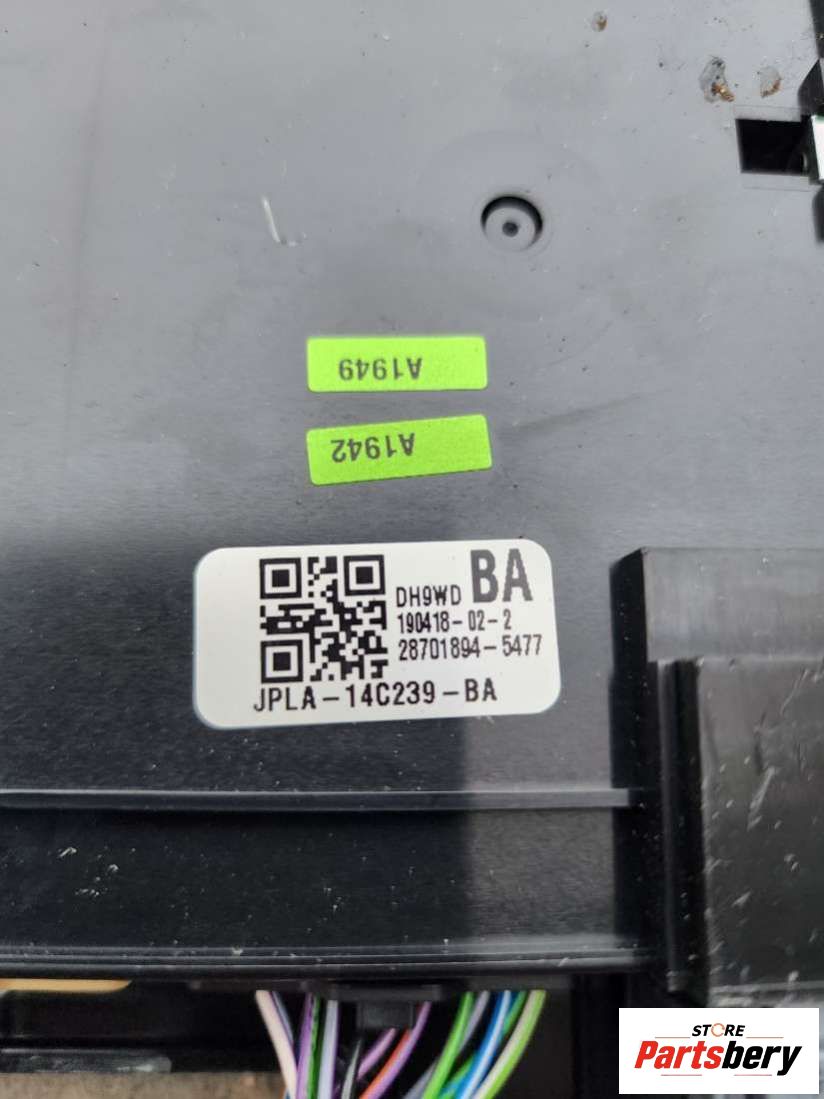 A1949
A1942
DH9WD BA
190418-02-2
28701894-5477
JPLA-14C239-BA
STORE
Partsbery